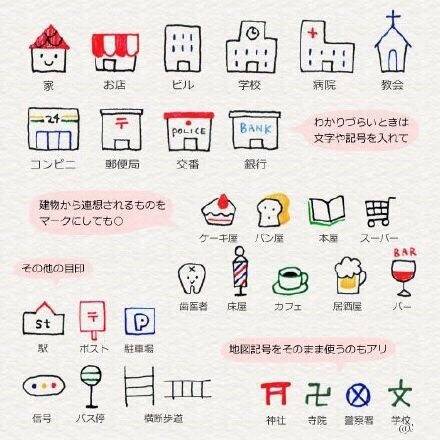 家 お店 ビル 学校 病院 教会
24
〒
POLICE
BANK
コンビニ 郵便局 交番 銀行
わかりづらいときは
文字や記号を入れて
建物から連想されるものを
マークにしても○
ケーキ屋 パン屋 本屋 スーパー
その他の目印
BAR
歯医者 床屋 カフェ 居酒屋 バー
St
〒
P
駅 ポスト 駐車場
地図記号をそのまま使うのもアリ
信号 バス停 横断歩道
卍
文
神社 寺院 警察署 学校